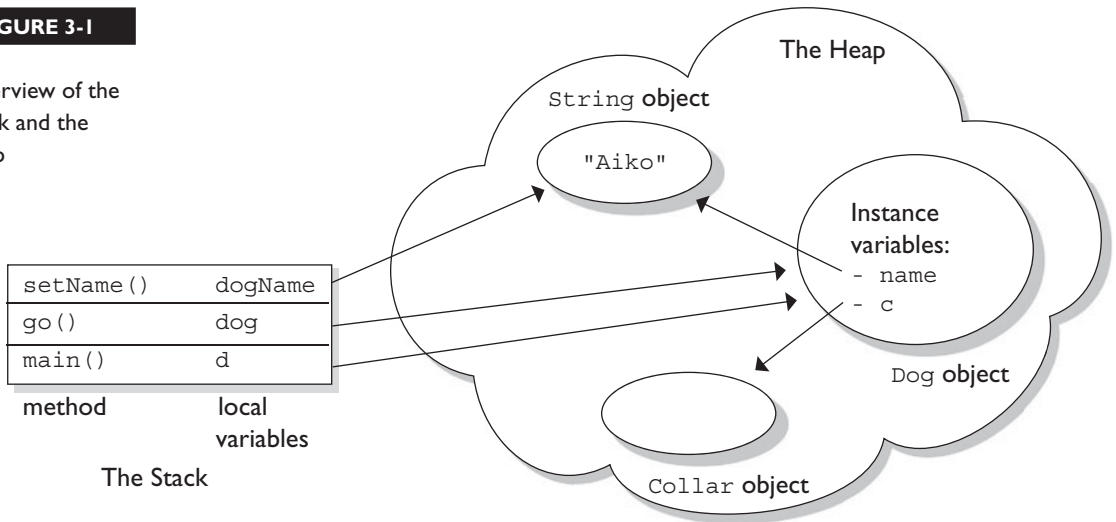 GURE 3-1
rview of the
k and the
The Heap
String object
"Aiko"
Instance
variables:
- name
- c
Dog object
Collar object
setName() dogName
go() dog
main() d
method local
variables
The Stack